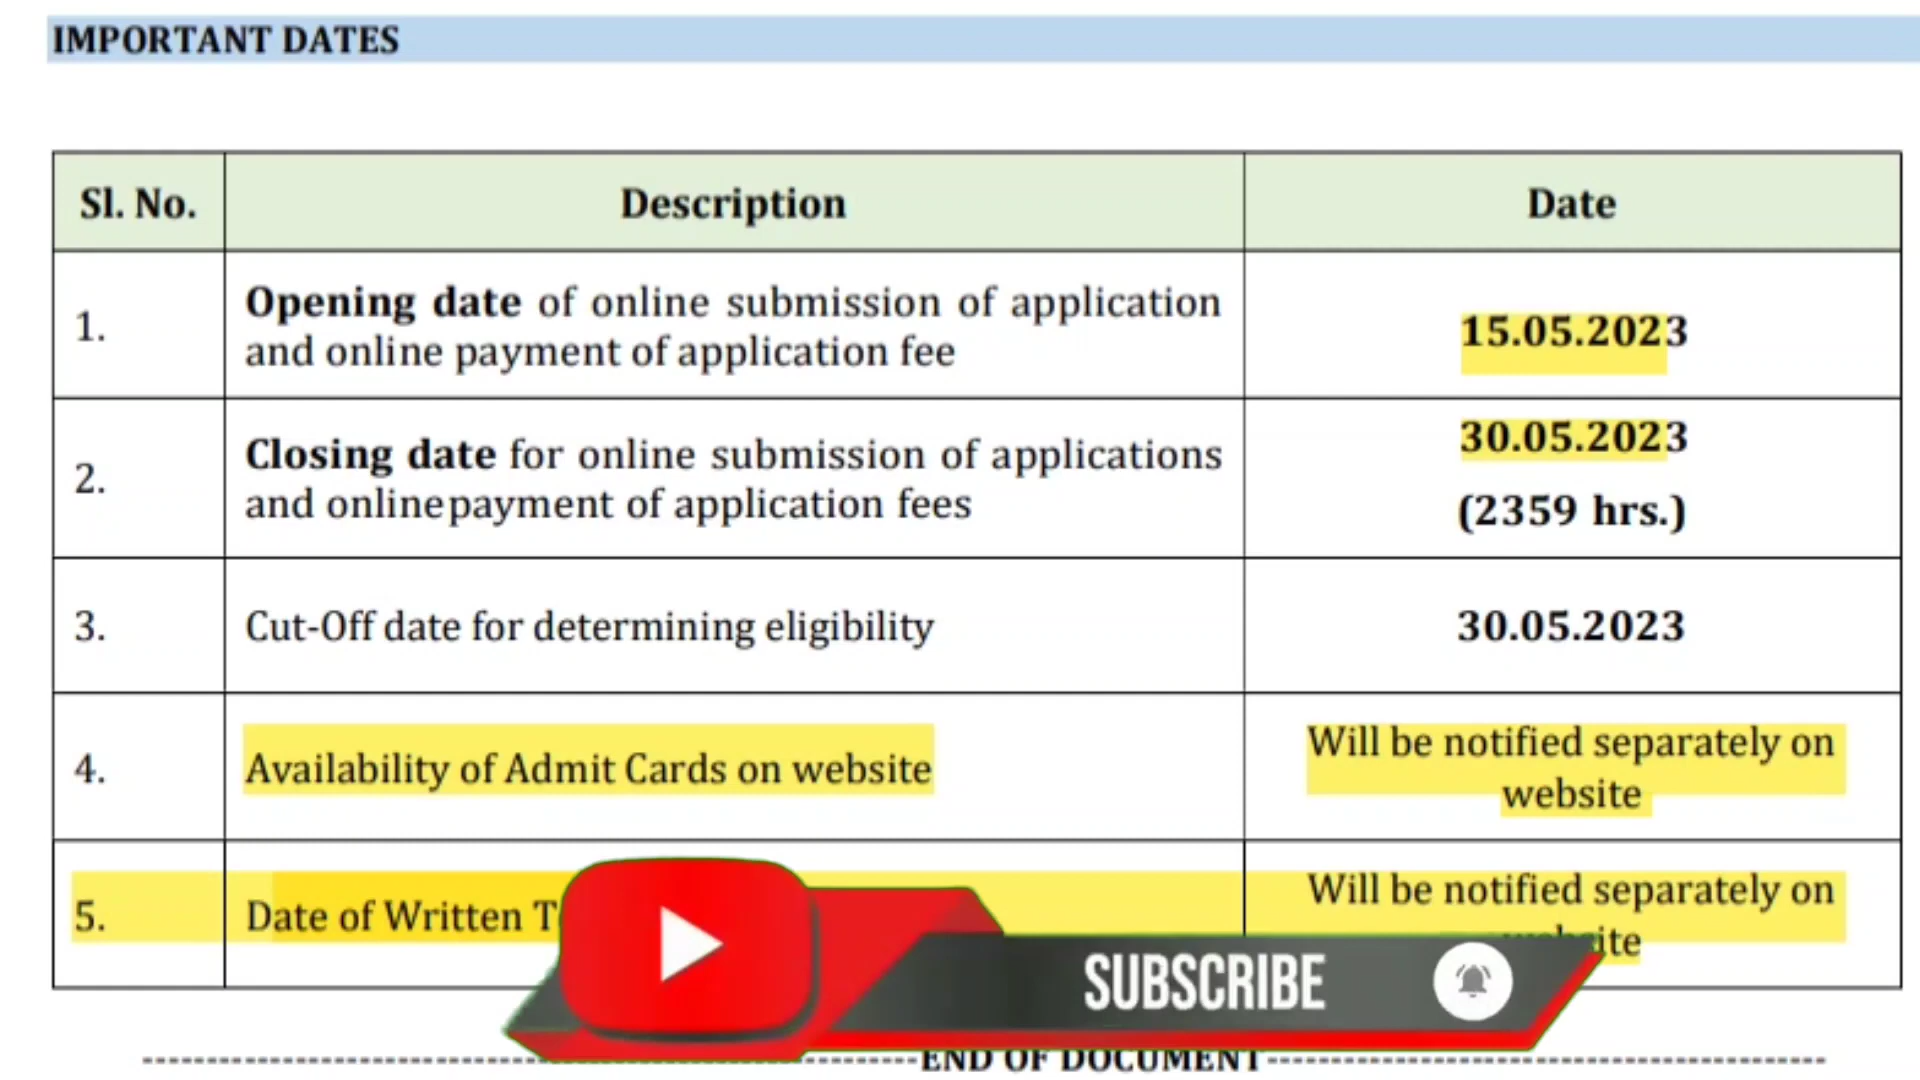 IMPORTANT DATES
Sl. No. Description Date
1.
Opening date of online submission of application
and online payment of application fee
15.05.2023
2.
Closing date for online submission of applications
and onlinepayment of application fees
30.05.2023
(2359 hrs.)
3.
Cut-Off date for determining eligibility
30.05.2023
4.
Availability of Admit Cards on website
Will be notified separately on
website
5.
Date of Written
Will be notified separately on
SUBSCRIBE
END OF DOCUMENT